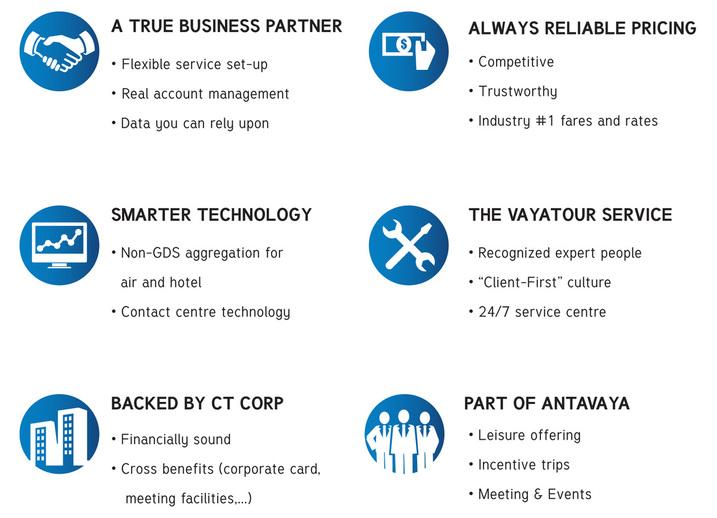 A TRUE BUSINESS PARTNER
• Flexible service set-up
• Real account management
• Data you can rely upon
ALWAYS RELIABLE PRICING
• Competitive
• Trustworthy
• Industry #1 fares and rates
SMARTER TECHNOLOGY
• Non-GDS aggregation for
air and hotel
• Contact centre technology
THE VAYATOUR SERVICE
• Recognized expert people
• “Client-First” culture
• 24/7 service centre
BACKED BY CT CORP
• Financially sound
• Cross benefits (corporate card,
meeting facilities,...)
PART OF ANTAVAYA
• Leisure offering
• Incentive trips
• Meeting & Events